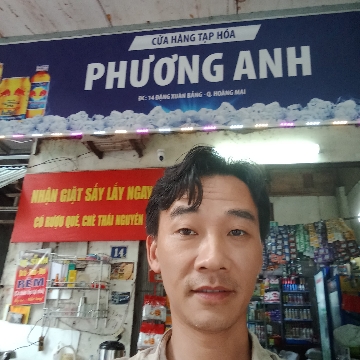 CỬA HÀNG TẠP HÓA
PHƯƠNG ANH
ĐC: 14 ĐẶNG XUÂN BẢNG - Q. HOÀNG MAI
NHẬN GIẶT SẤY LẤY NGAY
CÓ RƯỢU QUÊ, CHÈ THÁI NGUYÊN
14